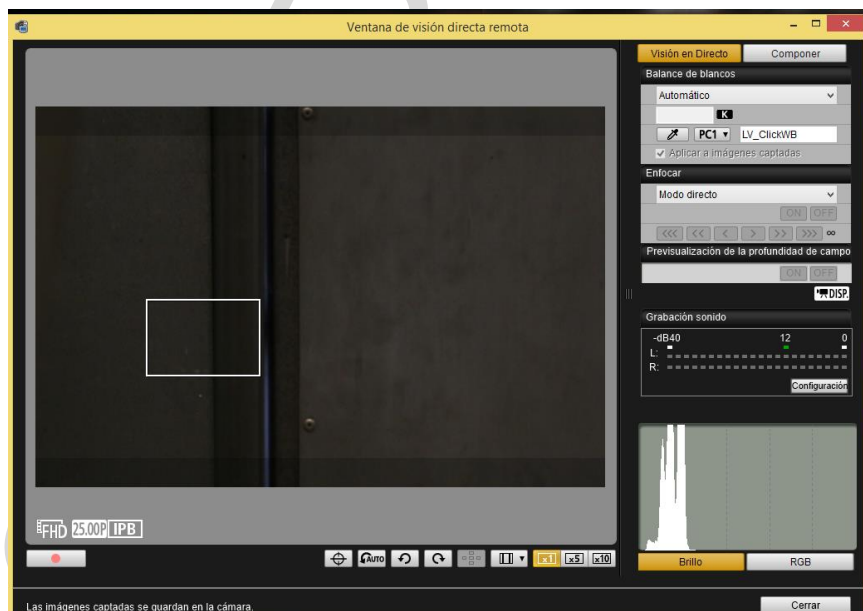 Ventana de visión directa remota
Visión en Directo
Componer
Balance de blancos
Automático
K
PC1
LV_ClickWB
Aplicar a imágenes captadas
Enfocar
Modo directo
ON OFF
<<< << < > >> >>> ∞
Previsualización de la profundidad de campo
ON OFF
DISP.
Grabación sonido
-dB40 12 0
L:
R:
Configuración
FHD 25.00P IPB
AUTO
x1 x5 x10
Brillo
RGB
Las imágenes captadas se guardan en la cámara.
Cerrar